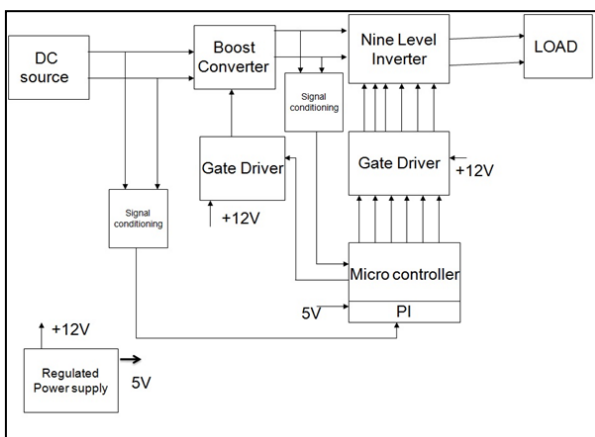 DC
source
Boost
Converter
Nine Level
Inverter
LOAD
Signal
conditioning
Gate Driver
+12V
Gate Driver
+12V
Signal
conditioning
Micro controller
PI
5V
+12V
Regulated
Power supply
5V